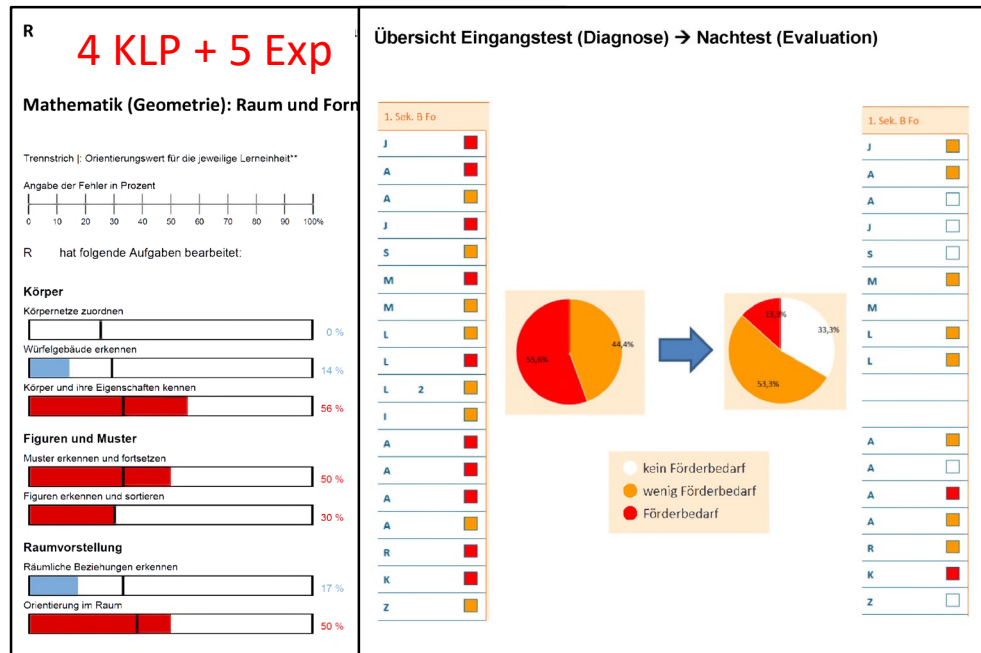 R
4 KLP + 5 Exp
Mathematik (Geometrie): Raum und Form
Trennstrich |: Orientierungswert für die jeweilige Lerneinheit**
Angabe der Fehler in Prozent
0 10 20 30 40 50 60 70 80 90 100%
R hat folgende Aufgaben bearbeitet:
Körper
Körpernetze zuordnen
0 %
Würfelgebäude erkennen
14 %
Körper und ihre Eigenschaften kennen
56 %
Figuren und Muster
Muster erkennen und fortsetzen
50 %
Figuren erkennen und sortieren
30 %
Raumvorstellung
Räumliche Beziehungen erkennen
17 %
Orientierung im Raum
50 %
Übersicht Eingangstest (Diagnose) → Nachtest (Evaluation)
1. Sek. B Fo
J
A
A
J
S
M
M
L
L
L 2
I
A
A
A
A
R
K
Z
55,6%
44,4%
13,3%
33,3%
53,3%
kein Förderbedarf
wenig Förderbedarf
Förderbedarf
1. Sek. B Fo
J
A
A
J
S
M
M
L
L
A
A
A
A
R
K
Z